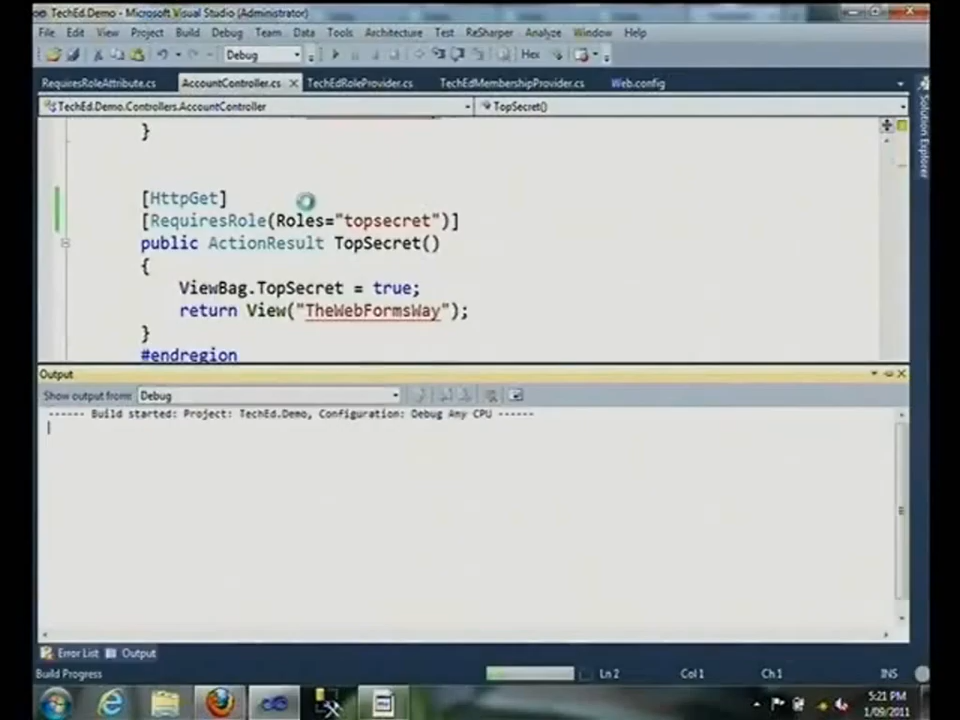 TechEd.Demo - Microsoft Visual Studio (Administrator)
File Edit View Project Build Debug Team Data Tools Architecture Test ReSharper Analyze Window Help
Debug Hex
RequiresRoleAttribute.cs AccountController.cs TechEdRoleProvider.cs TechEdMembershipProvider.cs Web.config
TechEd.Demo.Controllers.AccountController TopSecret()
Solution Explorer
}
[HttpGet]
[RequiresRole(Roles="topsecret")]
public ActionResult TopSecret()
{
ViewBag.TopSecret = true;
return View("TheWebFormsWay");
}
#endregion
Output
Show output from: Debug
------ Build started: Project: TechEd.Demo, Configuration: Debug Any CPU ------
Error List Output
Build Progress Ln 2 Col 1 Ch 1 INS
5:21 PM
1/09/2011